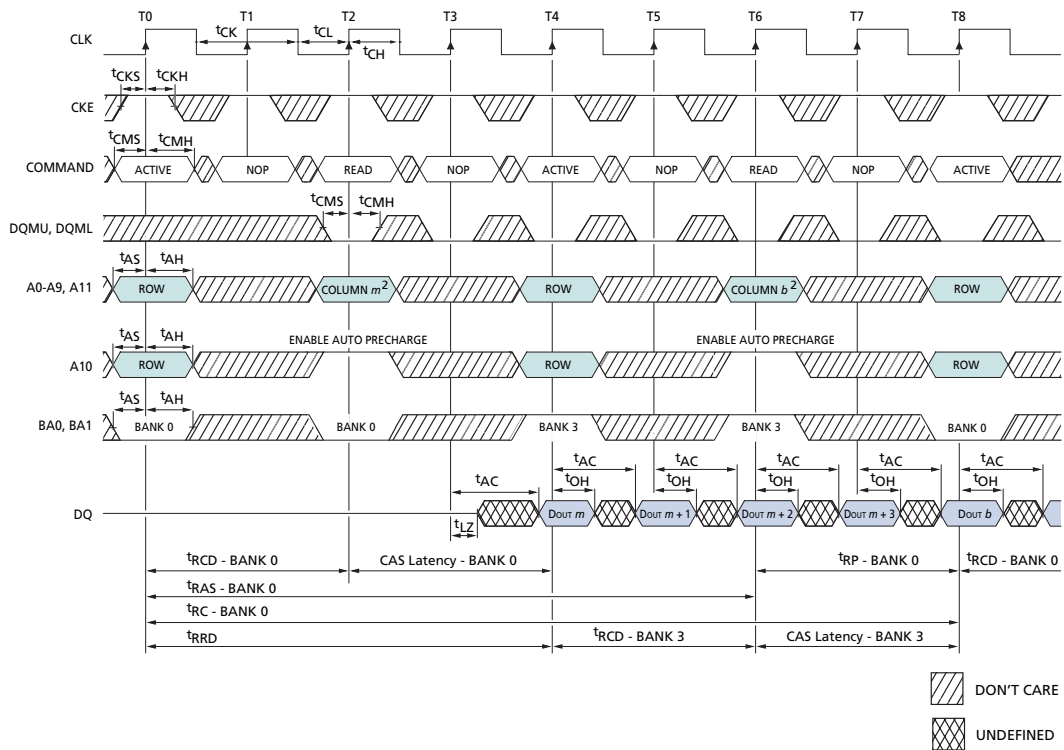 T0 T1 T2 T3 T4 T5 T6 T7 T8
CLK
tCK tCL tCH
tCKS tCKH
CKE
tCMS tCMH
COMMAND ACTIVE NOP READ NOP ACTIVE NOP READ NOP ACTIVE
tCMS tCMH
DQMU, DQML
tAS tAH
A0-A9, A11 ROW COLUMN m2 ROW COLUMN b2 ROW
tAS tAH ENABLE AUTO PRECHARGE ENABLE AUTO PRECHARGE
A10 ROW ROW ROW
tAS tAH
BA0, BA1 BANK 0 BANK 0 BANK 3 BANK 3 BANK 0
tAC tAC tAC tAC tAC tAC
tOH tOH tOH tOH tOH
DQ DOUT m DOUT m + 1 DOUT m + 2 DOUT m + 3 DOUT b
tLZ
tRCD - BANK 0 CAS Latency - BANK 0 tRP - BANK 0 tRCD - BANK 0
tRAS - BANK 0
tRC - BANK 0
tRRD tRCD - BANK 3 CAS Latency - BANK 3
DON'T CARE
UNDEFINED